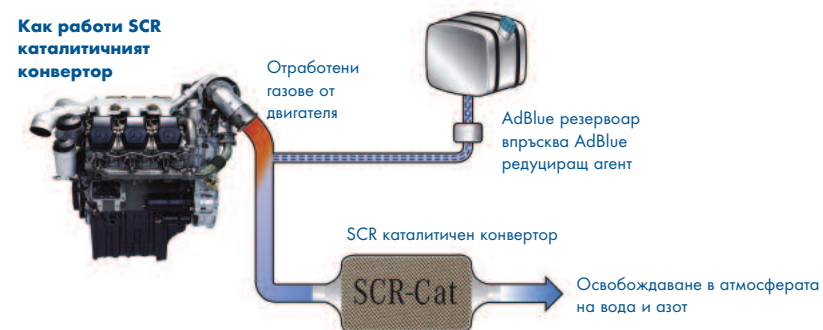 Как работи SCR
каталитичният
конвертор
Отработени
газове от
двигателя
AdBlue резервоар
впръсква AdBlue
редуциращ агент
SCR каталитичен конвертор
SCR-Cat
Освобождаване в атмосферата
на вода и азот